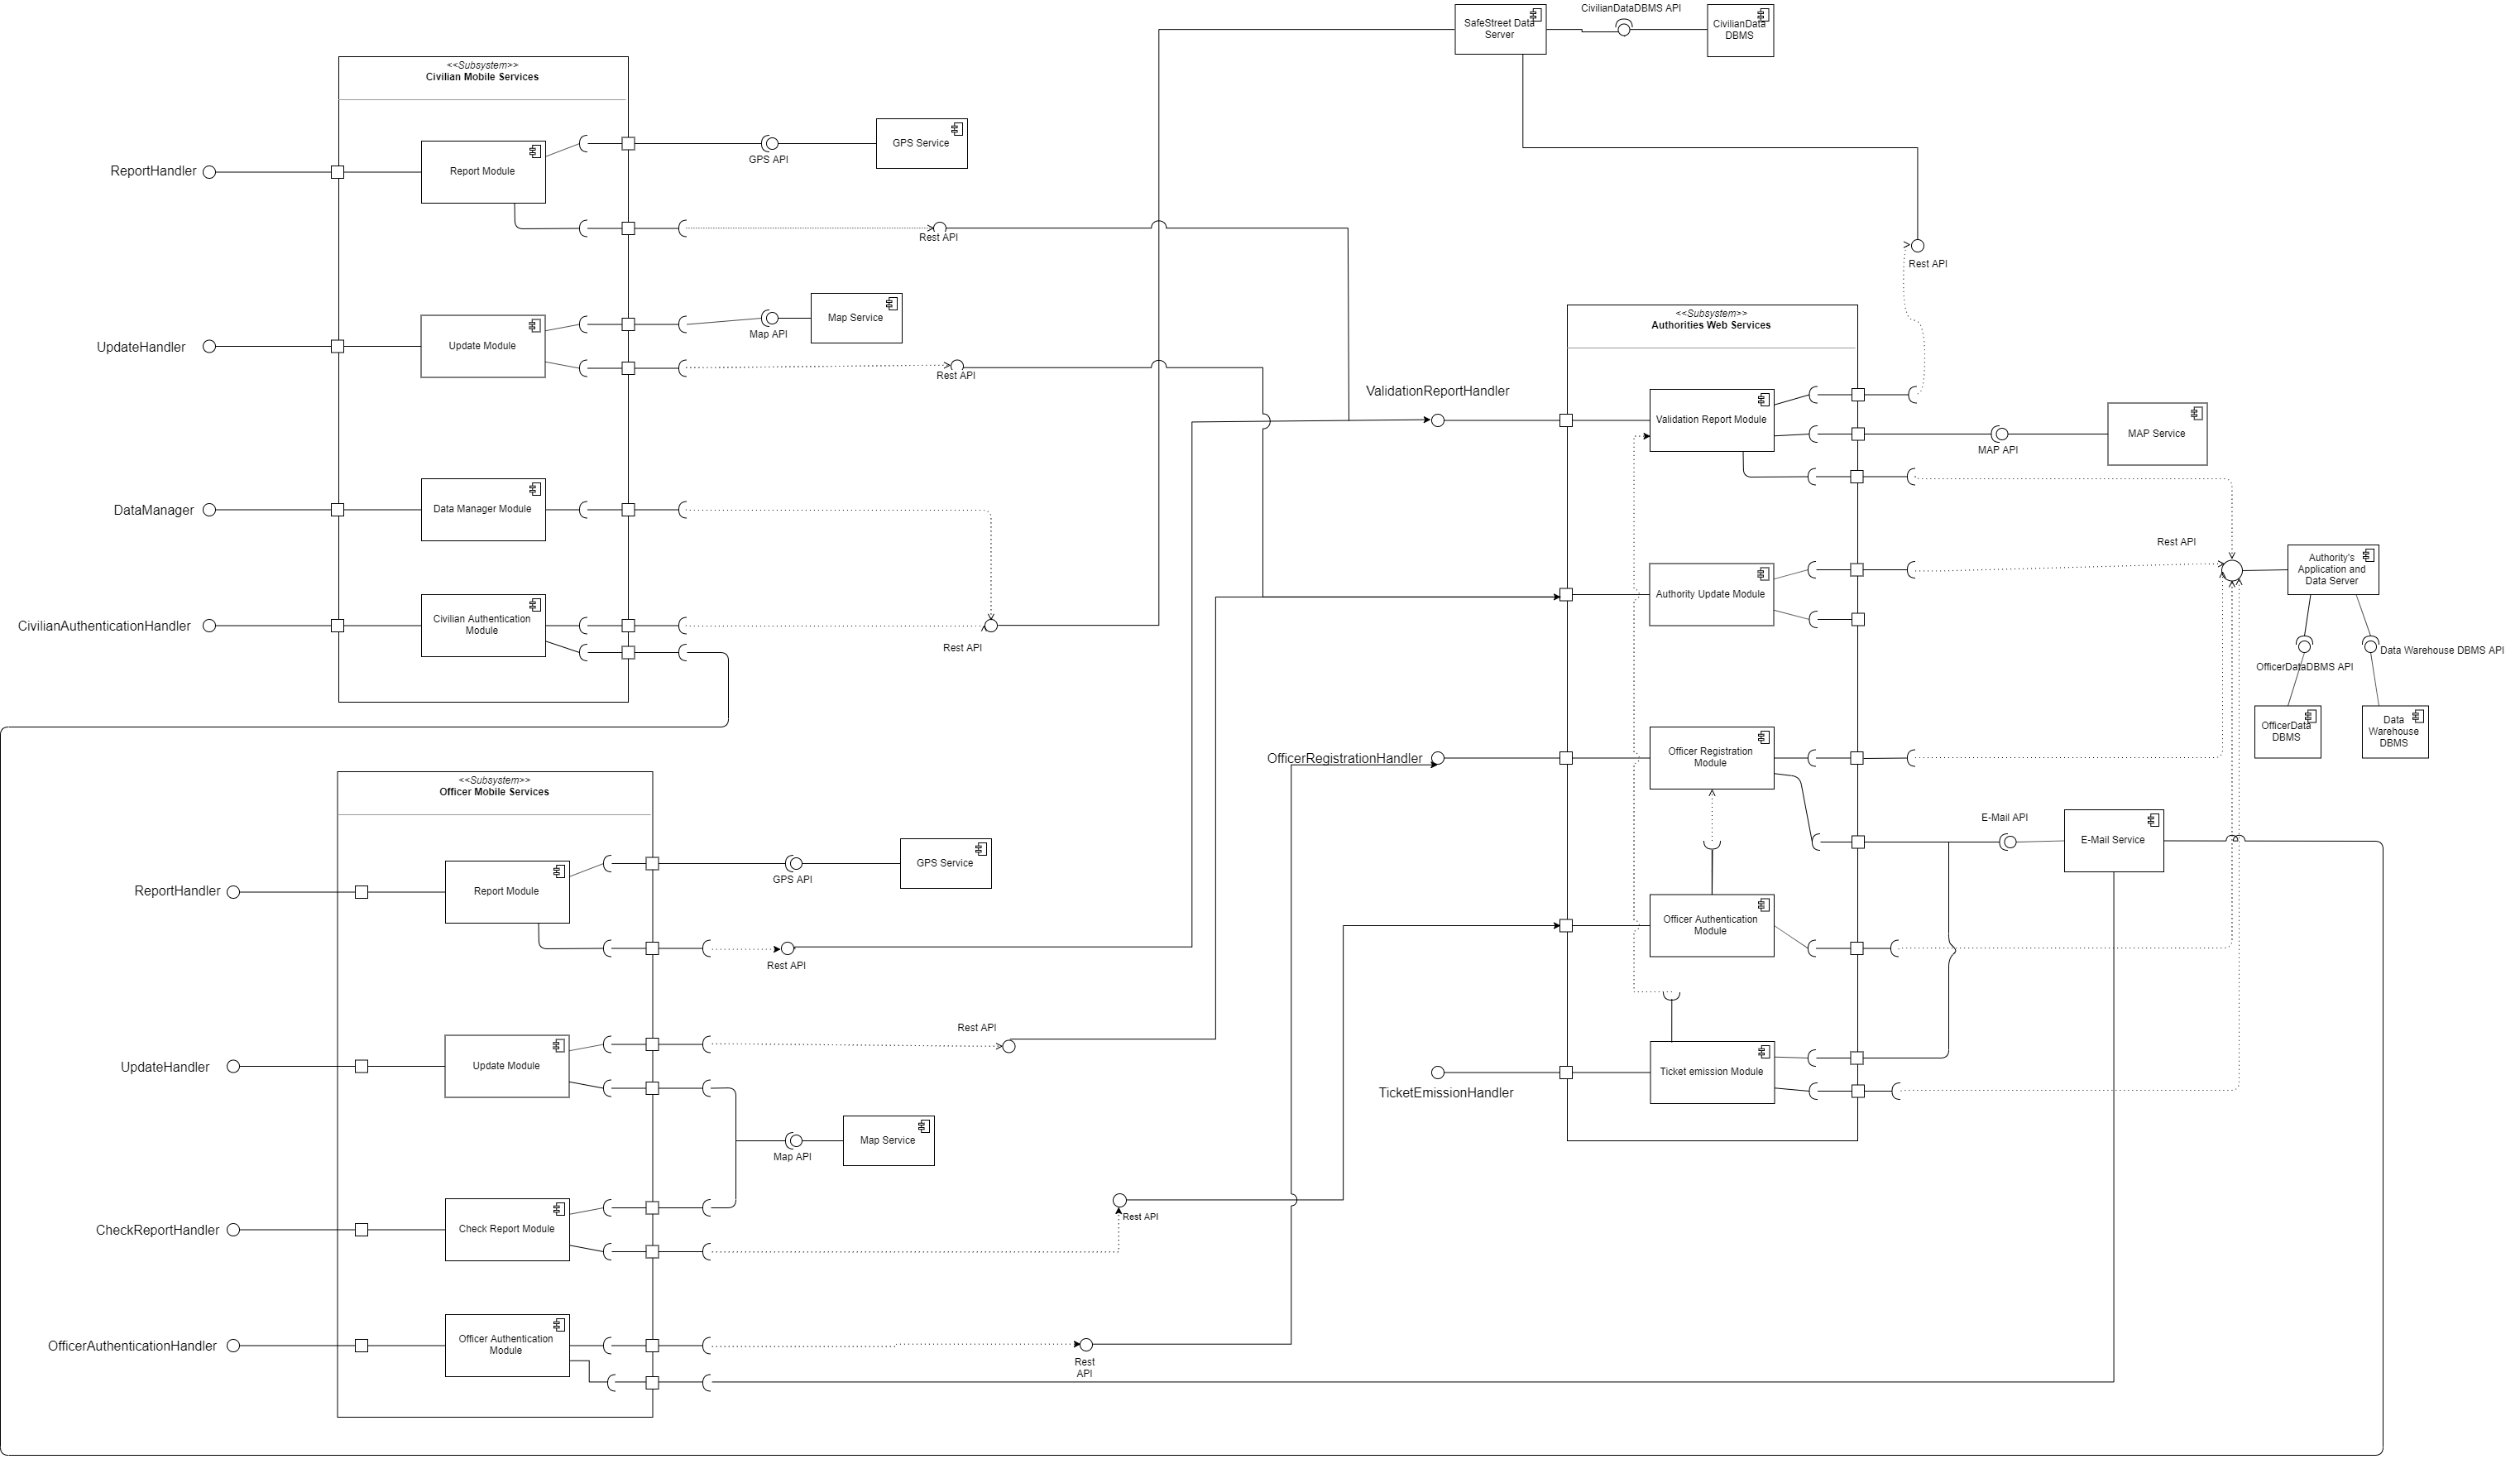 CivilianDataDBMS API
SafeStreet Data
Server
CivilianData
DBMS
<<Subsystem>>
Civilian Mobile Services
ReportHandler
Report Module
GPS Service
GPS API
Rest API
UpdateHandler
Update Module
Map Service
Map API
Rest API
DataManager
Data Manager Module
CivilianAuthenticationHandler
Civilian Authentication
Module
Rest API
Rest API
<<Subsystem>>
Authorities Web Services
ValidationReportHandler
Validation Report Module
MAP Service
MAP API
Authority Update Module
Rest API
Authority's
Application and
Data Server
OfficerDataDBMS API
Data Warehouse DBMS API
OfficerData
DBMS
Data
Warehouse
DBMS
OfficerRegistrationHandler
Officer Registration
Module
E-Mail API
E-Mail Service
Officer Authentication
Module
TicketEmissionHandler
Ticket emission Module
<<Subsystem>>
Officer Mobile Services
ReportHandler
Report Module
GPS Service
GPS API
Rest API
UpdateHandler
Update Module
Rest API
Map Service
Map API
CheckReportHandler
Check Report Module
Rest API
OfficerAuthenticationHandler
Officer Authentication
Module
Rest
API